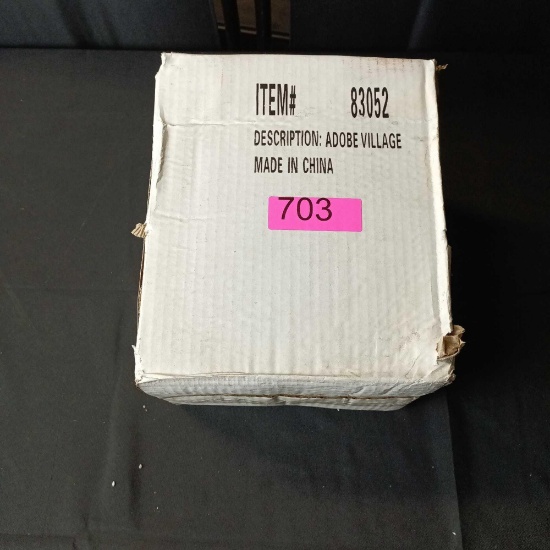 ITEM# 83052
DESCRIPTION: ADOBE VILLAGE
MADE IN CHINA
703